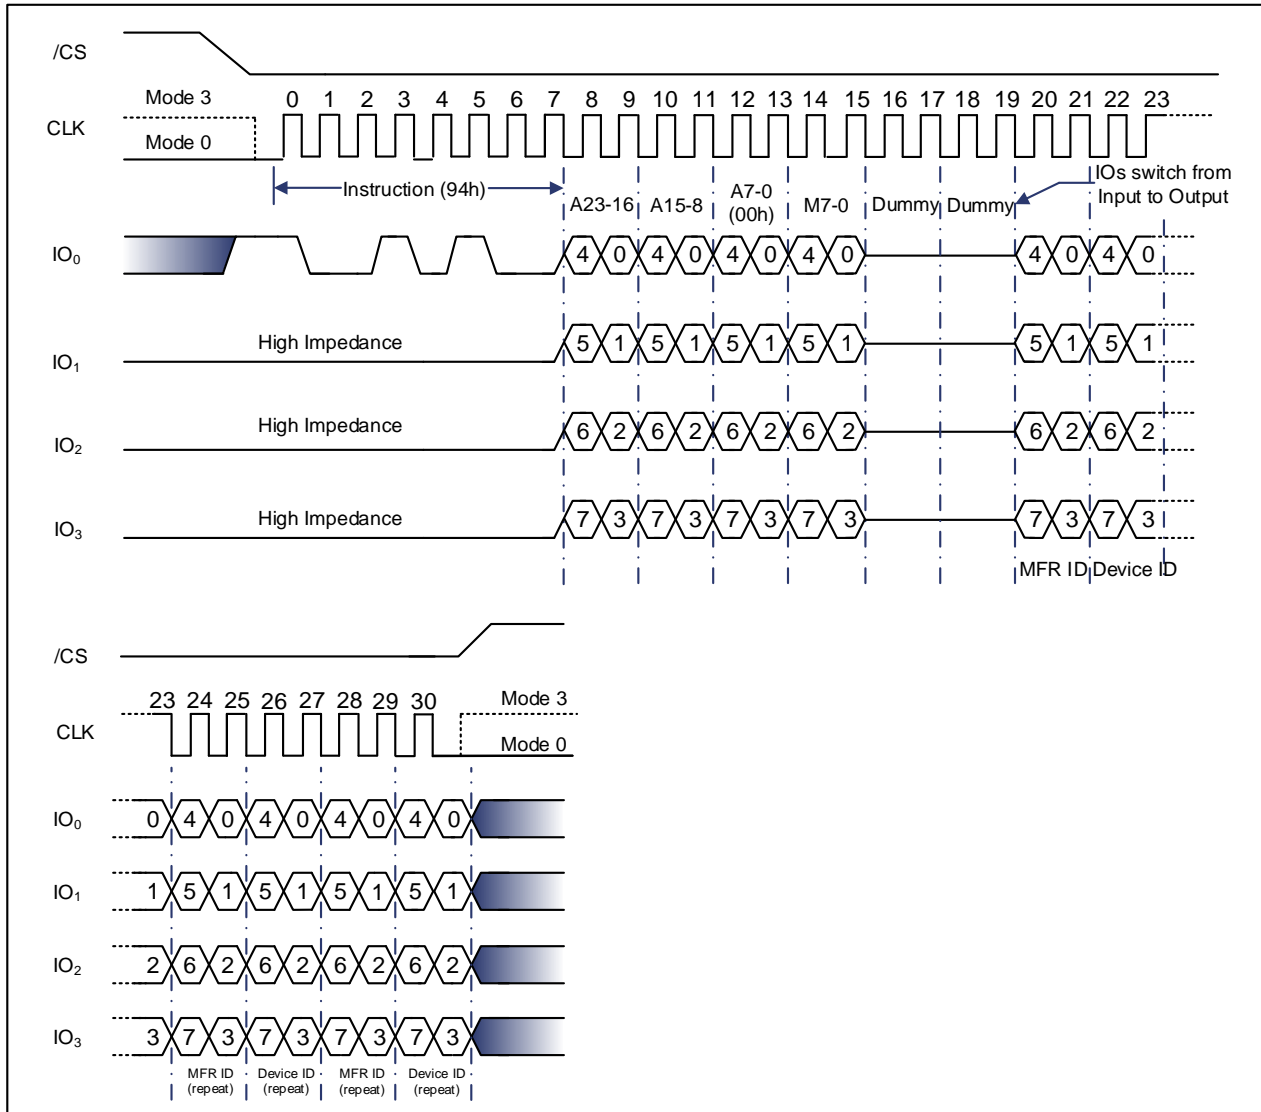 /CS
Mode 3
0 1 2 3 4 5 6 7 8 9 10 11 12 13 14 15 16 17 18 19 20 21 22 23
CLK
Mode 0
Instruction (94h)
A23-16 A15-8 A7-0 (00h) M7-0 Dummy Dummy
IOs switch from
Input to Output
IO0 4 0 4 0 4 0 4 0 4 0 4 0
IO1 High Impedance 5 1 5 1 5 1 5 1 5 1 5 1
IO2 High Impedance 6 2 6 2 6 2 6 2 6 2 6 2
IO3 High Impedance 7 3 7 3 7 3 7 3 7 3 7 3
MFR ID Device ID
/CS
23 24 25 26 27 28 29 30 Mode 3
CLK
Mode 0
IO0 0 4 0 4 0 4 0 4 0
IO1 1 5 1 5 1 5 1 5 1
IO2 2 6 2 6 2 6 2 6 2
IO3 3 7 3 7 3 7 3 7 3
MFR ID Device ID MFR ID Device ID
(repeat) (repeat) (repeat) (repeat)